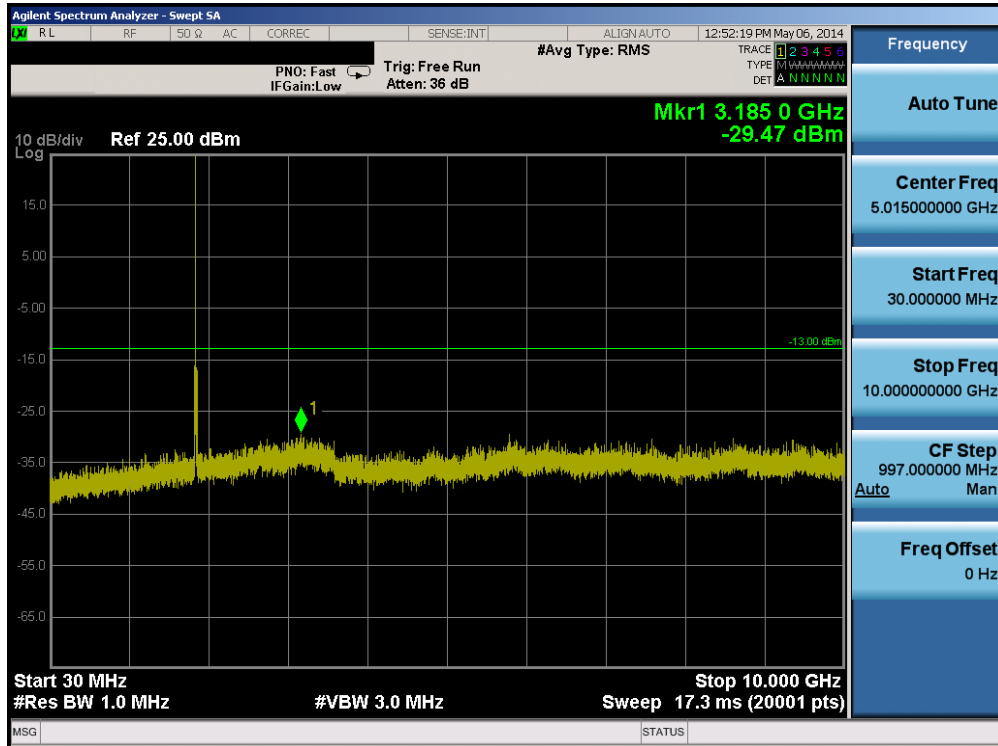 Agilent Spectrum Analyzer - Swept SA
LXI RL RF 50 Ω AC CORREC SENSE:INT ALIGN AUTO 12:52:19 PM May 06, 2014
Frequency
#Avg Type: RMS
TRACE 1 2 3 4 5 6
PNO: Fast Trig: Free Run
TYPE M WWWWW
IFGain:Low Atten: 36 dB
DET A N N N N N
Auto Tune
Mkr1 3.185 0 GHz
-29.47 dBm
10 dB/div Ref 25.00 dBm
Log
Center Freq
5.015000000 GHz
15.0
5.00
Start Freq
30.000000 MHz
-5.00
-13.00 dBm
-15.0
Stop Freq
10.000000000 GHz
-25.0
1
-35.0
CF Step
997.000000 MHz
Auto Man
-45.0
-55.0
Freq Offset
0 Hz
-65.0
Start 30 MHz Stop 10.000 GHz
#Res BW 1.0 MHz #VBW 3.0 MHz Sweep 17.3 ms (20001 pts)
MSG STATUS